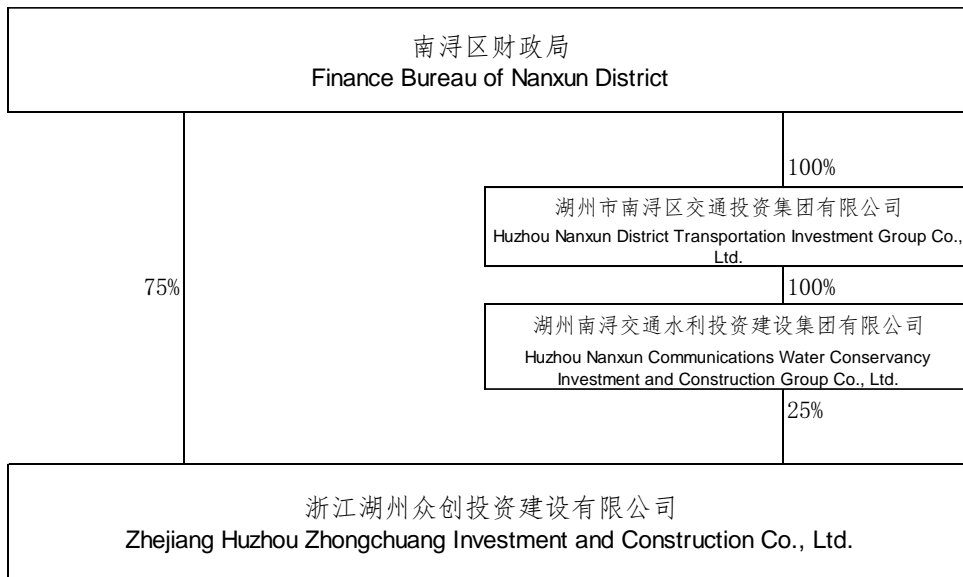 南浔区财政局
Finance Bureau of Nanxun District
100%
湖州市南浔区交通投资集团有限公司
Huzhou Nanxun District Transportation Investment Group Co.,
Ltd.
75%
100%
湖州南浔交通水利投资建设集团有限公司
Huzhou Nanxun Communications Water Conservancy
Investment and Construction Group Co., Ltd.
25%
浙江湖州众创投资建设有限公司
Zhejiang Huzhou Zhongchuang Investment and Construction Co., Ltd.